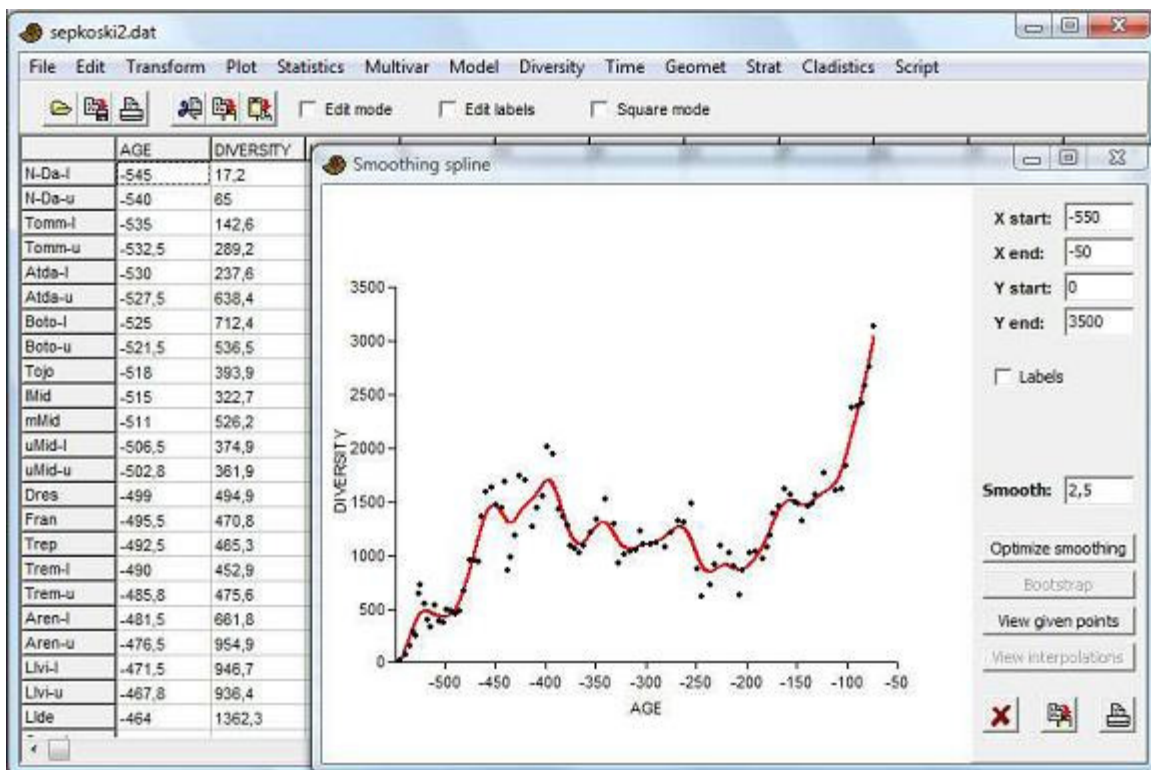 sepkoski2.dat
File Edit Transform Plot Statistics Multivar Model Diversity Time Geomet Strat Cladistics Script
Edit mode Edit labels Square mode
AGE DIVERSITY
N-Da-l -545 17,2
N-Da-u -540 65
Tomm-l -535 142,6
Tomm-u -532,5 289,2
Atda-l -530 237,6
Atda-u -527,5 638,4
Boto-l -525 712,4
Boto-u -521,5 536,5
Tojo -518 393,9
lMid -515 322,7
mMid -511 526,2
uMid-l -506,5 374,9
uMid-u -502,8 361,9
Dres -499 494,9
Fran -495,5 470,8
Trep -492,5 465,3
Trem-l -490 452,9
Trem-u -485,8 475,6
Aren-l -481,5 661,8
Aren-u -476,5 954,9
Llvi-l -471,5 946,7
Llvi-u -467,8 936,4
Llde -464 1362,3
Smoothing spline
3500
3000
2500
2000
1500
1000
500
0
DIVERSITY
-500 -450 -400 -350 -300 -250 -200 -150 -100 -50
AGE
X start: -550
X end: -50
Y start: 0
Y end: 3500
Labels
Smooth: 2,5
Optimize smoothing
Bootstrap
View given points
View interpolations